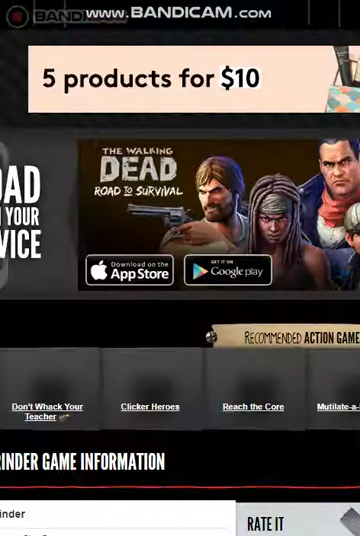 BANDICAM
www.BANDICAM.com
5 products for $10
THE WALKING
DEAD
ROAD TO SURVIVAL
OAD
YOUR
VICE
Download on the
App Store
GET IT ON
Google play
RECOMMENDED ACTION GAME
Don't Whack Your
Teacher
Clicker Heroes
Reach the Core
Mutilate-a-
RINDER GAME INFORMATION
inder
RATE IT